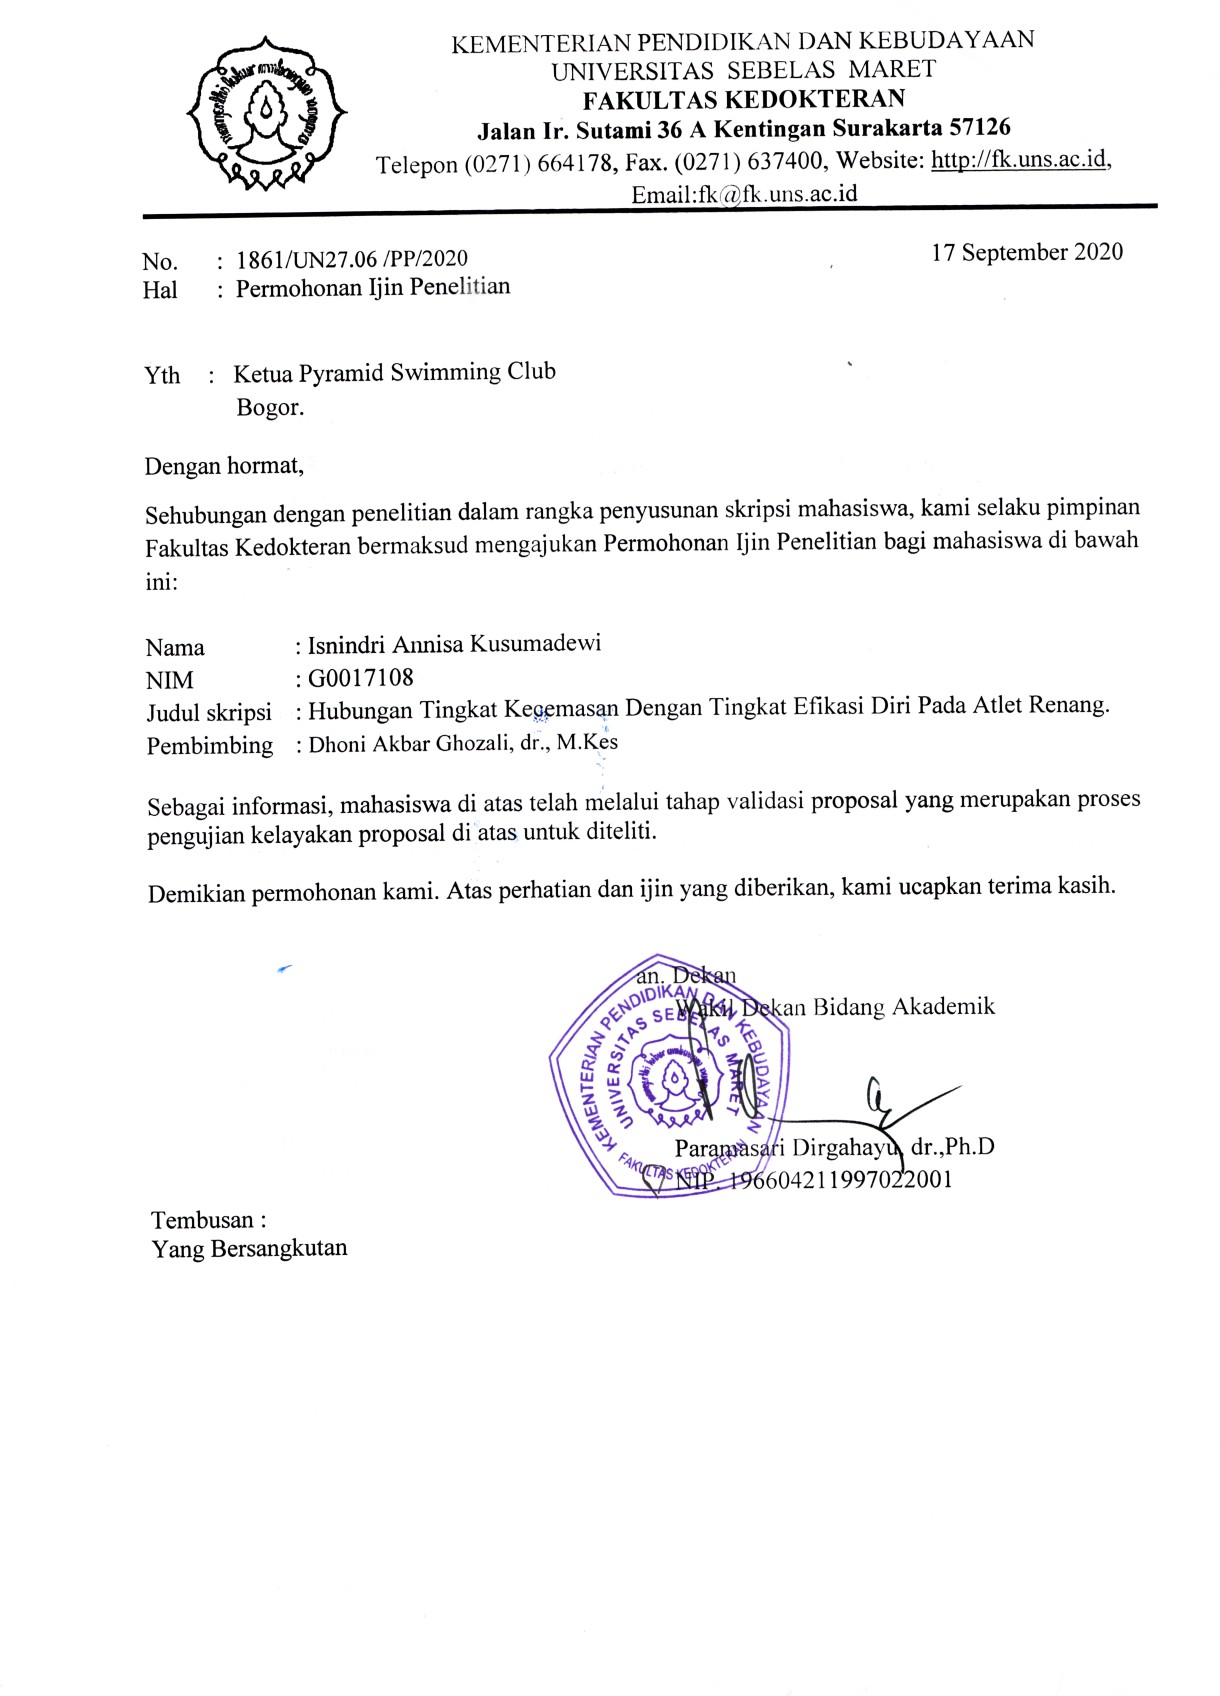 KEMENTERIAN PENDIDIKAN DAN KEBUDAYAAN
UNIVERSITAS SEBELAS MARET
FAKULTAS KEDOKTERAN
Jalan Ir. Sutami 36 A Kentingan Surakarta 57126
Telepon (0271) 664178, Fax. (0271) 637400, Website: http://fk.uns.ac.id,
Email:fk@fk.uns.ac.id
No. : 1861/UN27.06 /PP/2020 17 September 2020
Hal : Permohonan Ijin Penelitian
Yth : Ketua Pyramid Swimming Club
Bogor.
Dengan hormat,
Sehubungan dengan penelitian dalam rangka penyusunan skripsi mahasiswa, kami selaku pimpinan
Fakultas Kedokteran bermaksud mengajukan Permohonan Ijin Penelitian bagi mahasiswa di bawah
ini:
Nama : Isnindri Annisa Kusumadewi
NIM : G0017108
Judul skripsi : Hubungan Tingkat Kecemasan Dengan Tingkat Efikasi Diri Pada Atlet Renang.
Pembimbing : Dhoni Akbar Ghozali, dr., M.Kes
Sebagai informasi, mahasiswa di atas telah melalui tahap validasi proposal yang merupakan proses
pengujian kelayakan proposal di atas untuk diteliti.
Demikian permohonan kami. Atas perhatian dan ijin yang diberikan, kami ucapkan terima kasih.
an. Dekan
Wakil Dekan Bidang Akademik
KEMENTERIAN PENDIDIKAN DAN KEBUDAYAAN
UNIVERSITAS SEBELAS MARET
FAKULTAS KEDOKTERAN
Paramasari Dirgahayu, dr.,Ph.D
NIP. 196604211997022001
Tembusan :
Yang Bersangkutan